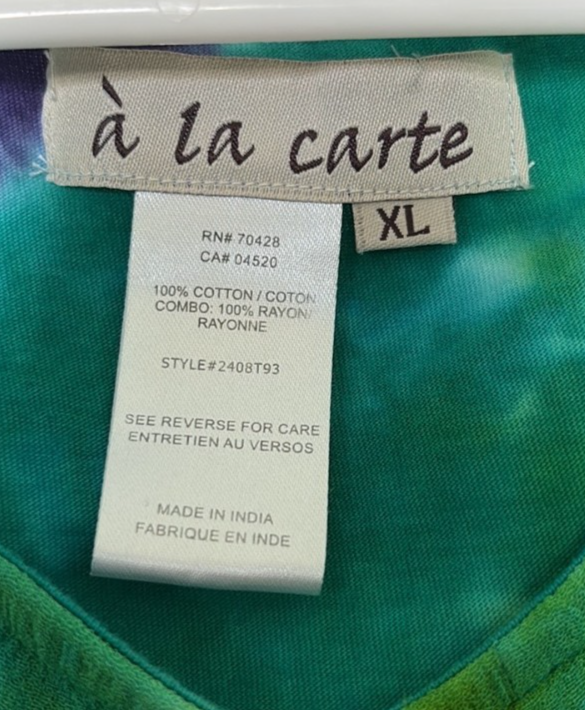 à la carte
XL
RN# 70428
CA# 04520
100% COTTON / COTON
COMBO: 100% RAYON/
RAYONNE
STYLE#2408T93
SEE REVERSE FOR CARE
ENTRETIEN AU VERSOS
MADE IN INDIA
FABRIQUE EN INDE